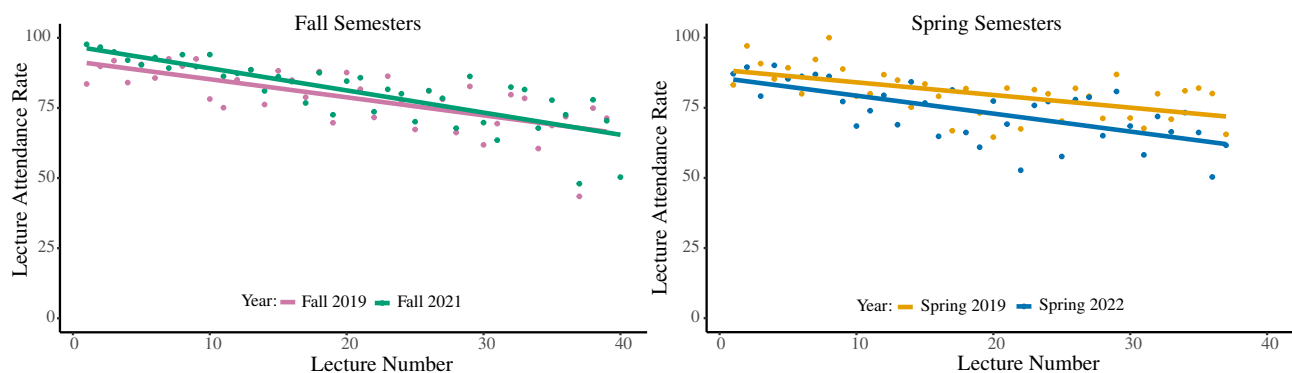 Fall Semesters
100
75
50
25
0
Lecture Attendance Rate
Year: Fall 2019 Fall 2021
0 10 20 30 40
Lecture Number
Spring Semesters
100
75
50
25
0
Lecture Attendance Rate
Year: Spring 2019 Spring 2022
0 10 20 30 40
Lecture Number